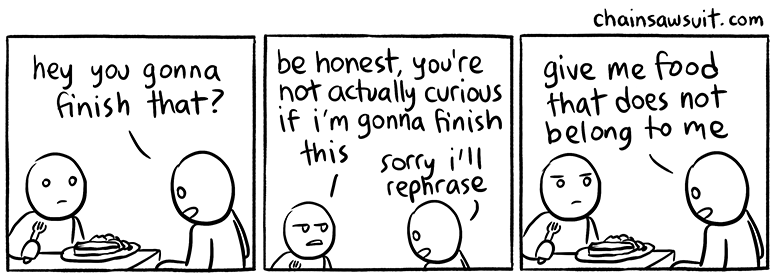 chainsawsuit.com
hey you gonna
finish that?
be honest, you're
not actually curious
if i'm gonna finish
this
sorry i'll
rephrase
give me food
that does not
belong to me